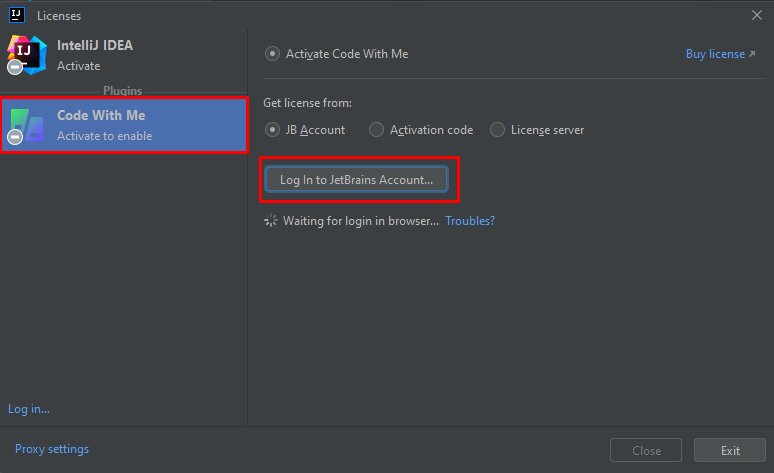 IJ
Licenses
IJ
IntelliJ IDEA
Activate
Plugins
Code With Me
Activate to enable
Log in...
Activate Code With Me
Buy license
Get license from:
JB Account
Activation code
License server
Log In to JetBrains Account...
Waiting for login in browser...
Troubles?
Proxy settings
Close
Exit